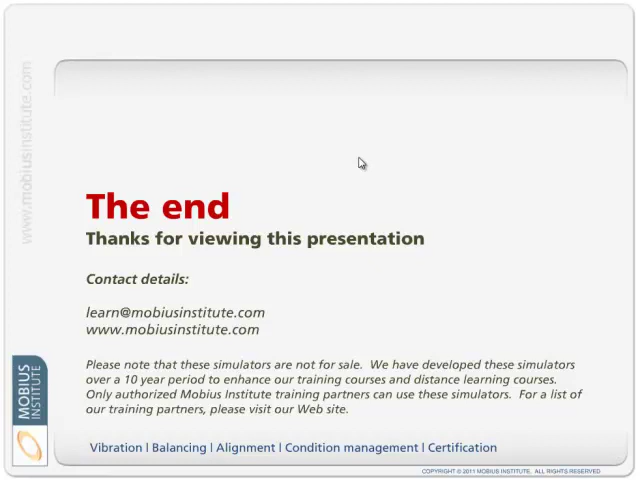 www.mobiusinstitute.com
The end
Thanks for viewing this presentation
Contact details:
learn@mobiusinstitute.com
www.mobiusinstitute.com
Please note that these simulators are not for sale. We have developed these simulators
over a 10 year period to enhance our training courses and distance learning courses.
Only authorized Mobius Institute training partners can use these simulators. For a list of
our training partners, please visit our Web site.
MOBIUS
INSTITUTE
Vibration | Balancing | Alignment | Condition management | Certification
COPYRIGHT © 2011 MOBIUS INSTITUTE. ALL RIGHTS RESERVED